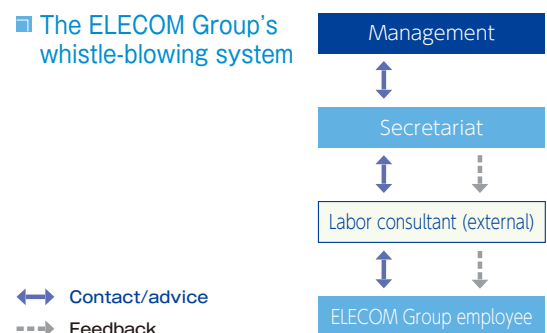 The ELECOM Group's
whistle-blowing system
Management
Secretariat
Labor consultant (external)
ELECOM Group employee
Contact/advice
Feedback